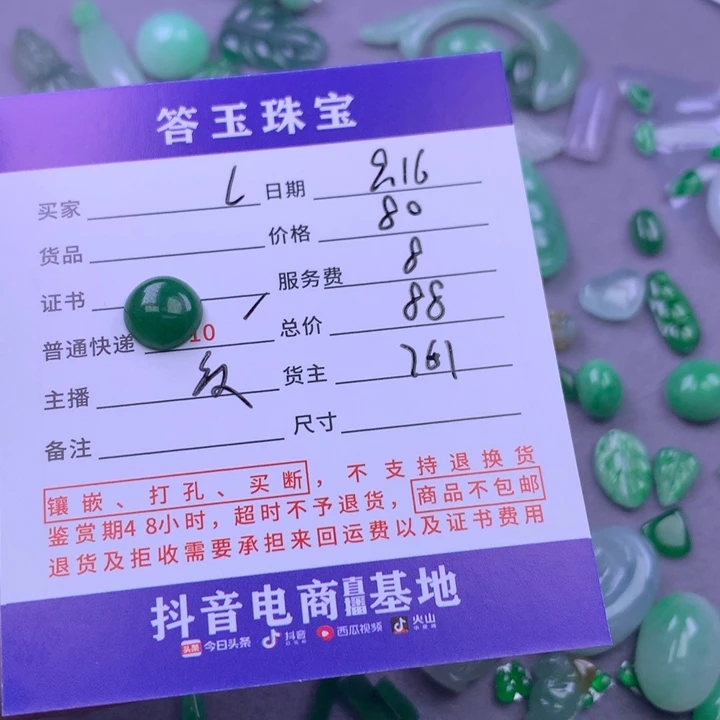 答玉珠宝
买家 L 日期 2.16
货品 价格 80
证书 服务费 8
普通快递 10 总价 88
主播 货主 761
备注 尺寸
镶嵌、打孔、买断，不支持退换货
鉴赏期48小时，超时不予退货，商品不包邮
退货及拒收需要承担来回运费以及证书费用
抖音电商直播基地
头条 今日头条 抖音 西瓜视频 火山